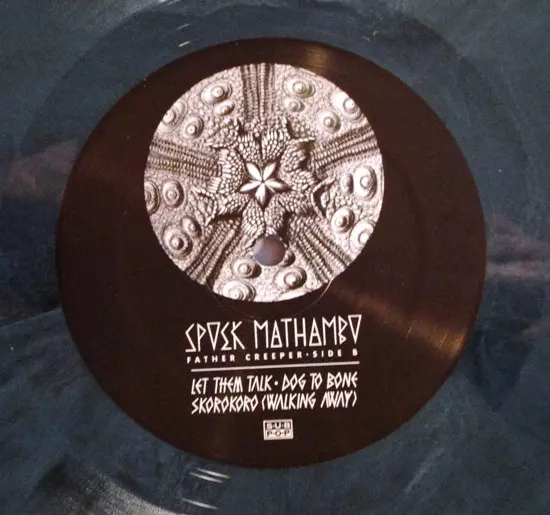 SPOEK MATHAMBO
FATHER CREEPER · SIDE B
LET THEM TALK · DOG TO BONE
SKOROKORO (WALKING AWAY)
SUB
POP